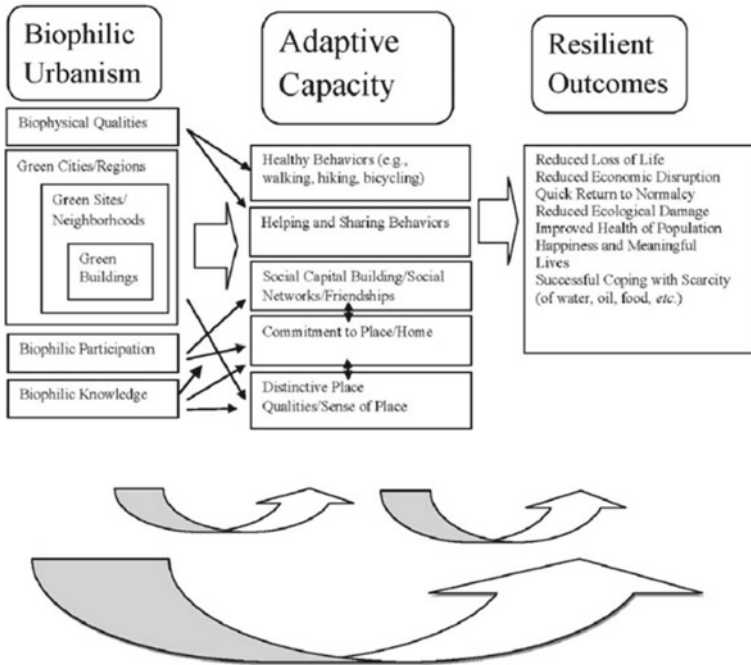 Biophilic
Urbanism
Biophysical Qualities
Green Cities/Regions
Green Sites/
Neighborhoods
Green
Buildings
Biophilic Participation
Biophilic Knowledge
Adaptive
Capacity
Healthy Behaviors (e.g.,
walking, hiking, bicycling)
Helping and Sharing Behaviors
Social Capital Building/Social
Networks/Friendships
Commitment to Place/Home
Distinctive Place
Qualities/Sense of Place
Resilient
Outcomes
Reduced Loss of Life
Reduced Economic Disruption
Quick Return to Normalcy
Reduced Ecological Damage
Improved Health of Population
Happiness and Meaningful
Lives
Successful Coping with Scarcity
(of water, oil, food, etc.)